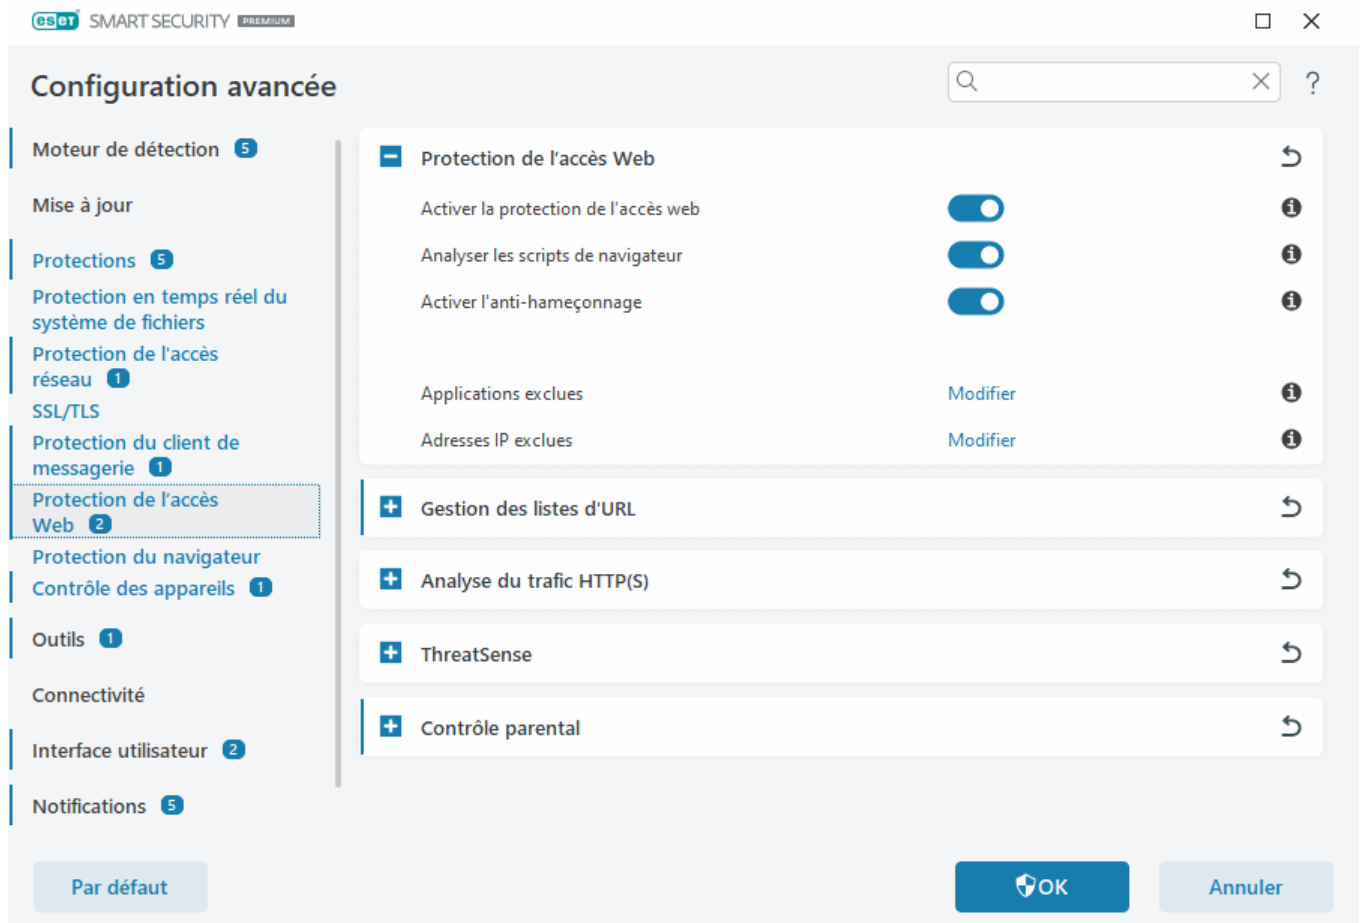 eset SMART SECURITY PREMIUM
Configuration avancée
?
Moteur de détection 5
Mise à jour
Protections 5
Protection en temps réel du
système de fichiers
Protection de l'accès
réseau 1
SSL/TLS
Protection du client de
messagerie 1
Protection de l'accès
Web 2
Protection du navigateur
Contrôle des appareils 1
Outils 1
Connectivité
Interface utilisateur 2
Notifications 5
Protection de l'accès Web
Activer la protection de l'accès web
Analyser les scripts de navigateur
Activer l'anti-hameçonnage
Applications exclues Modifier
Adresses IP exclues Modifier
Gestion des listes d'URL
Analyse du trafic HTTP(S)
ThreatSense
Contrôle parental
Par défaut
OK
Annuler